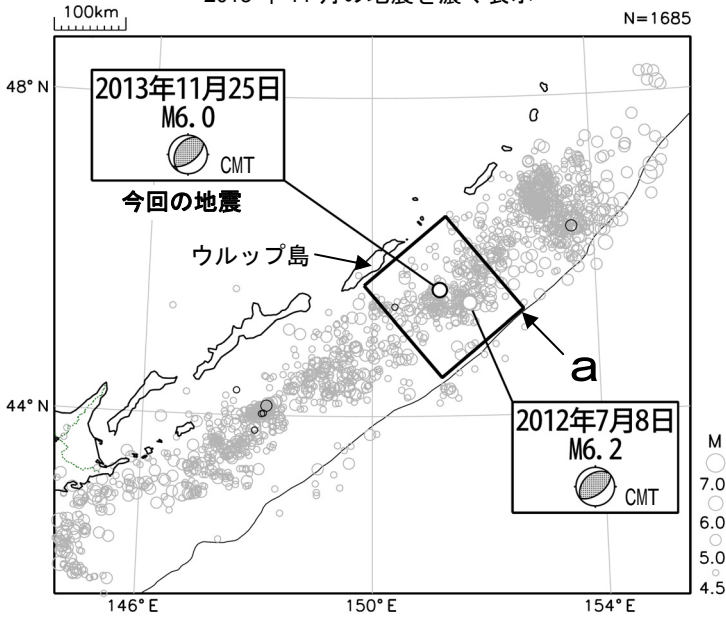 100km
N=1685
48°N
2013年11月25日
M6.0
CMT
今回の地震
ウルップ島
a
44°N
2012年7月8日
M6.2
CMT
M
7.0
6.0
5.0
4.5
146°E
150°E
154°E